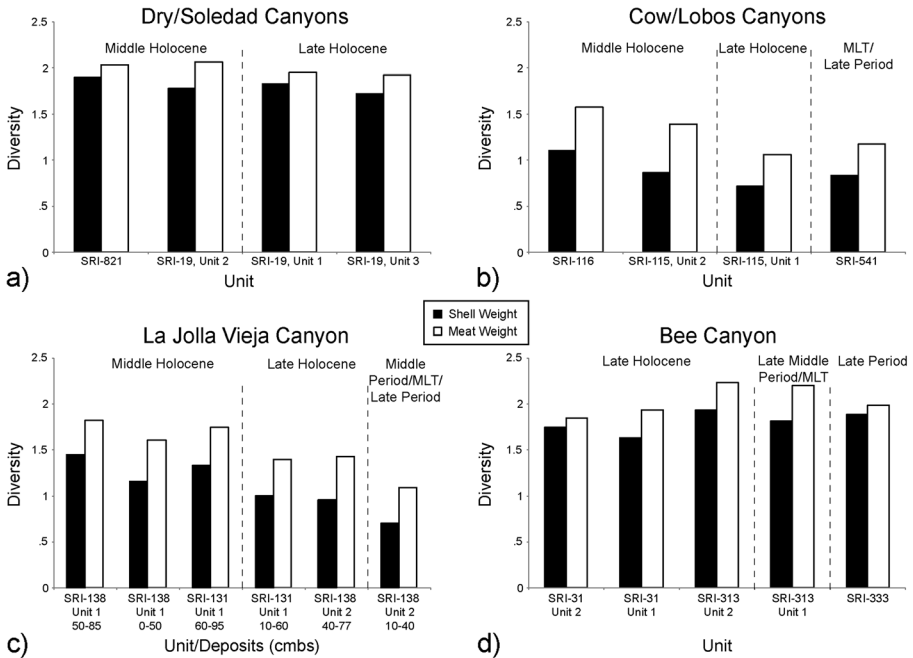 Dry/Soledad Canyons
2.5
2
1.5
1
.5
0
Diversity
Middle Holocene
Late Holocene
SRI-821
SRI-19, Unit 2
SRI-19, Unit 1
SRI-19, Unit 3
Unit
a)
Cow/Lobos Canyons
2.5
2
1.5
1
.5
0
Diversity
Middle Holocene
Late Holocene
MLT/
Late Period
SRI-116
SRI-115, Unit 2
SRI-115, Unit 1
SRI-541
Unit
b)
Shell Weight
Meat Weight
La Jolla Vieja Canyon
2.5
2
1.5
1
.5
0
Diversity
Middle Holocene
Late Holocene
Middle
Period/MLT/
Late Period
SRI-138
Unit 1
50-85
SRI-138
Unit 1
0-50
SRI-131
Unit 1
60-95
SRI-131
Unit 1
10-60
SRI-138
Unit 2
40-77
SRI-138
Unit 2
10-40
Unit/Deposits (cmbs)
c)
Bee Canyon
2.5
2
1.5
1
.5
0
Diversity
Late Holocene
Late Middle
Period/MLT
Late Period
SRI-31
Unit 2
SRI-31
Unit 1
SRI-313
Unit 2
SRI-313
Unit 1
SRI-333
Unit
d)